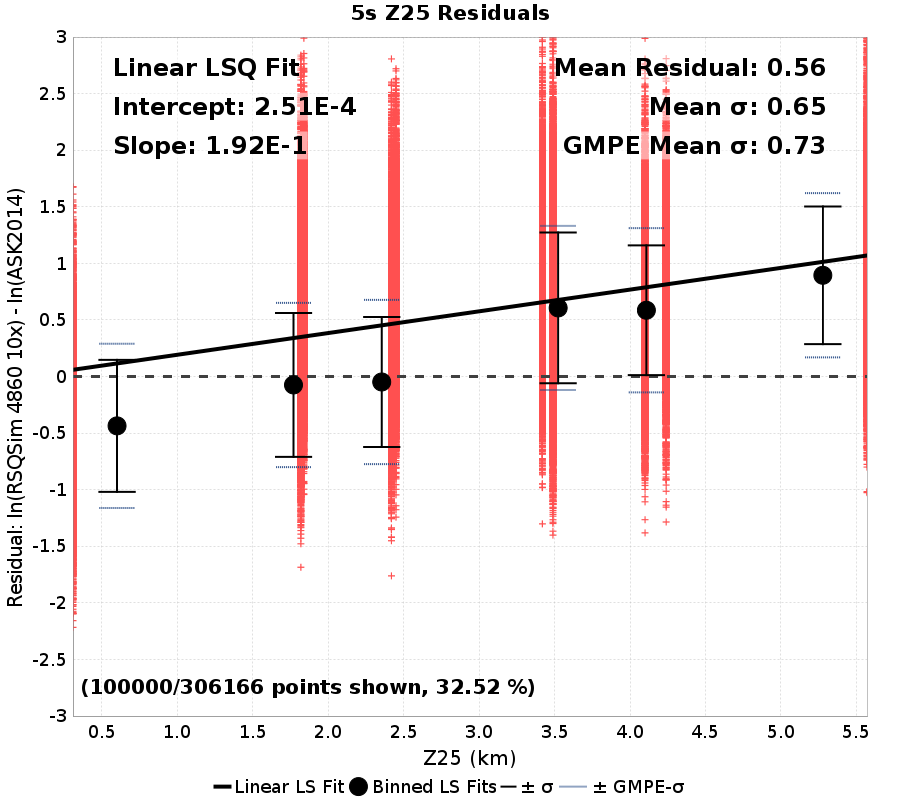 5s Z25 Residuals
Linear LSQ Fit
Intercept: 2.51E-4
Slope: 1.92E-1
Mean Residual: 0.56
Mean σ: 0.65
GMPE Mean σ: 0.73
Residual: ln(RSQSim 4860 10x) - ln(ASK2014)
3
2.5
2
1.5
1
0.5
0
-0.5
-1
-1.5
-2
-2.5
-3
(100000/306166 points shown, 32.52 %)
0.5 1.0 1.5 2.0 2.5 3.0 3.5 4.0 4.5 5.0 5.5
Z25 (km)
Linear LS Fit Binned LS Fits ± σ ± GMPE-σ